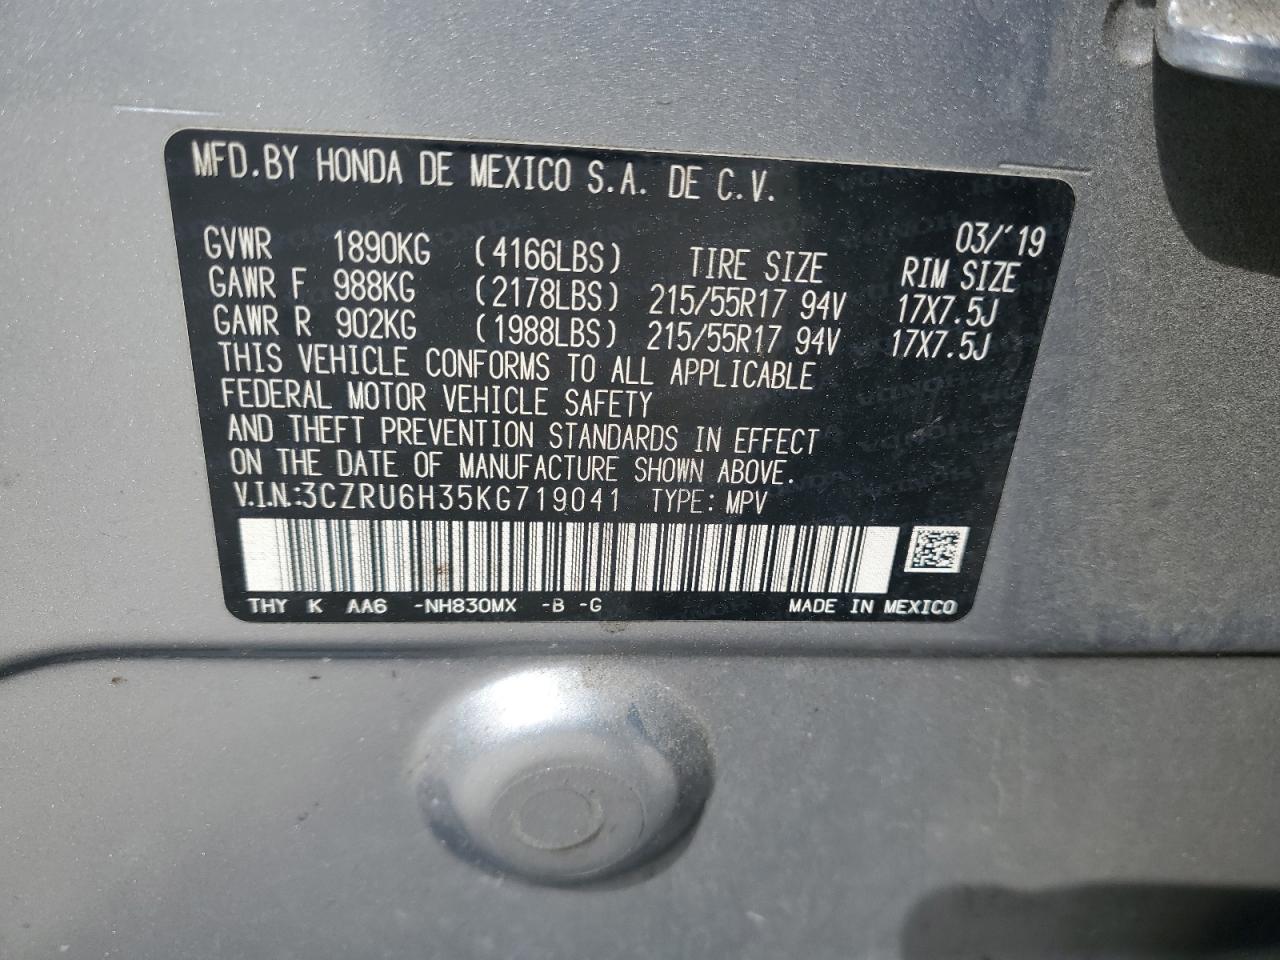 MFD.BY HONDA DE MEXICO S.A. DE C.V.
03/'19
GVWR 1890KG (4166LBS) TIRE SIZE RIM SIZE
GAWR F 988KG (2178LBS) 215/55R17 94V 17X7.5J
GAWR R 902KG (1988LBS) 215/55R17 94V 17X7.5J
THIS VEHICLE CONFORMS TO ALL APPLICABLE
FEDERAL MOTOR VEHICLE SAFETY
AND THEFT PREVENTION STANDARDS IN EFFECT
ON THE DATE OF MANUFACTURE SHOWN ABOVE.
V.I.N.:3CZRU6H35KG719041 TYPE: MPV
THY K AA6 -NH830MX -B -G MADE IN MEXICO